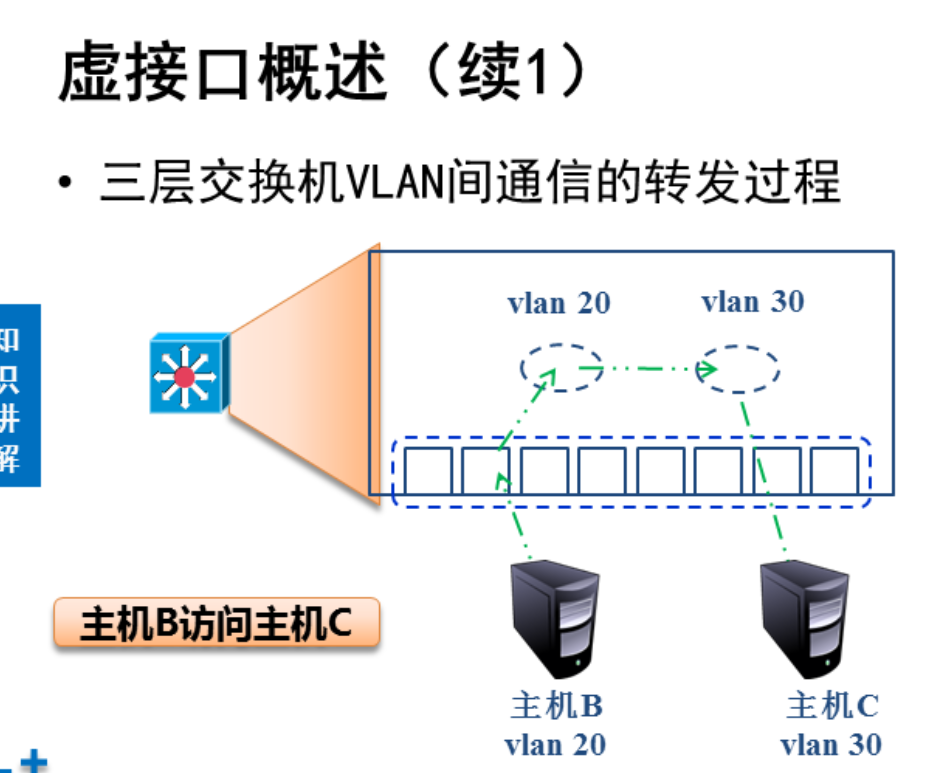 虚接口概述（续1）
• 三层交换机VLAN间通信的转发过程
vlan 20
vlan 30
知
识
讲
解
主机B访问主机C
主机B
vlan 20
主机C
vlan 30